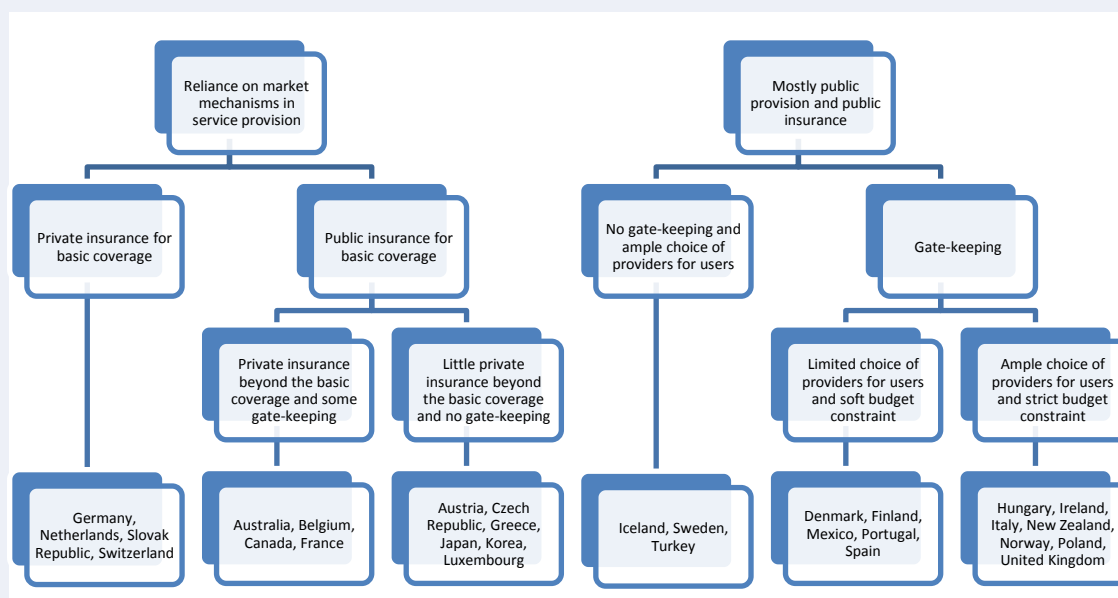 Reliance on market
mechanisms in
service provision
Mostly public
provision and public
insurance
Private insurance for
basic coverage
Public insurance for
basic coverage
No gate-keeping and
ample choice of
providers for users
Gate-keeping
Private insurance
beyond the basic
coverage and some
gate-keeping
Little private
insurance beyond
the basic coverage
and no gate-keeping
Limited choice of
providers for users
and soft budget
constraint
Ample choice of
providers for users
and strict budget
constraint
Germany,
Netherlands, Slovak
Republic, Switzerland
Australia, Belgium,
Canada, France
Austria, Czech
Republic, Greece,
Japan, Korea,
Luxembourg
Iceland, Sweden,
Turkey
Denmark, Finland,
Mexico, Portugal,
Spain
Hungary, Ireland,
Italy, New Zealand,
Norway, Poland,
United Kingdom